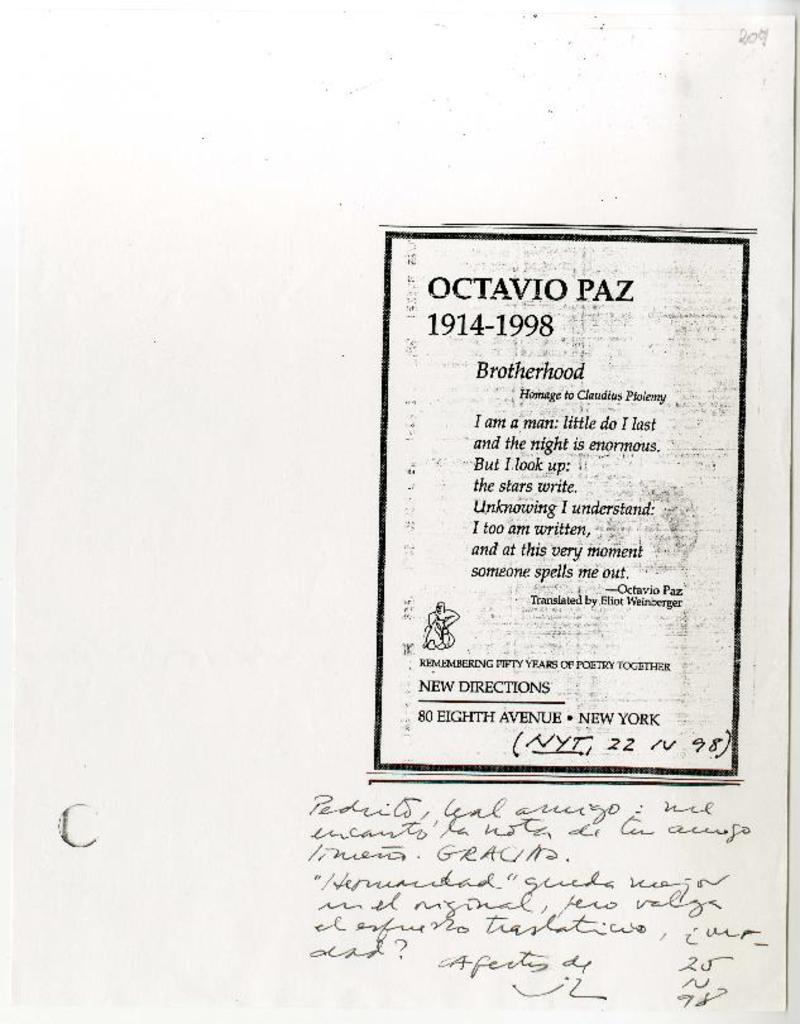 209
OCTAVIO PAZ
1914-1998
Brotherhood
Homage to Claudius Ptolemy
I am a man: little do I last
and the night is enormous.
But I look up:
the stars write.
Unknowing I understand:
I too am written,
and at this very moment
someone spells me out.
—Octavio Paz
Translated by Eliot Weinberger
REMEMBERING FIFTY YEARS OF POETRY TOGETHER
NEW DIRECTIONS
80 EIGHTH AVENUE • NEW YORK
(NYT, 22 N 98)
Pedrito, leal amigo: me
encantó la nota de tu amigo
limeño. GRACIAS.
"Hermandad" queda mejor
en el original, pero valga
el esfuerzo traslaticio, ¿ver-
dad?
Afectos de
25
N
98